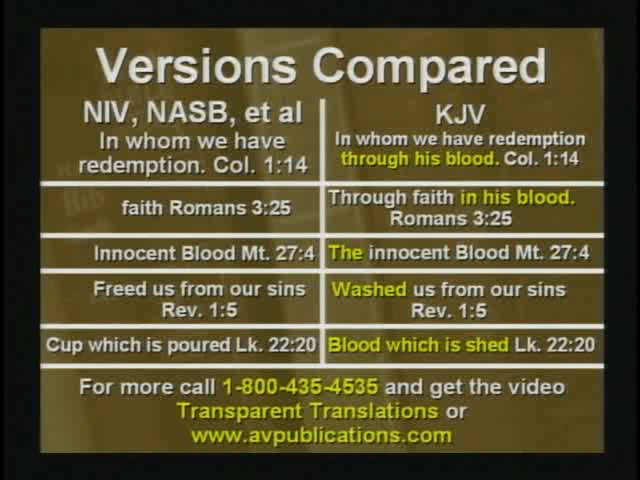 Versions Compared
NIV, NASB, et al
In whom we have
redemption. Col. 1:14
KJV
In whom we have redemption
through his blood. Col. 1:14
faith Romans 3:25
Through faith in his blood.
Romans 3:25
Innocent Blood Mt. 27:4
The innocent Blood Mt. 27:4
Freed us from our sins
Rev. 1:5
Washed us from our sins
Rev. 1:5
Cup which is poured Lk. 22:20
Blood which is shed Lk. 22:20
For more call 1-800-435-4535 and get the video
Transparent Translations or
www.avpublications.com